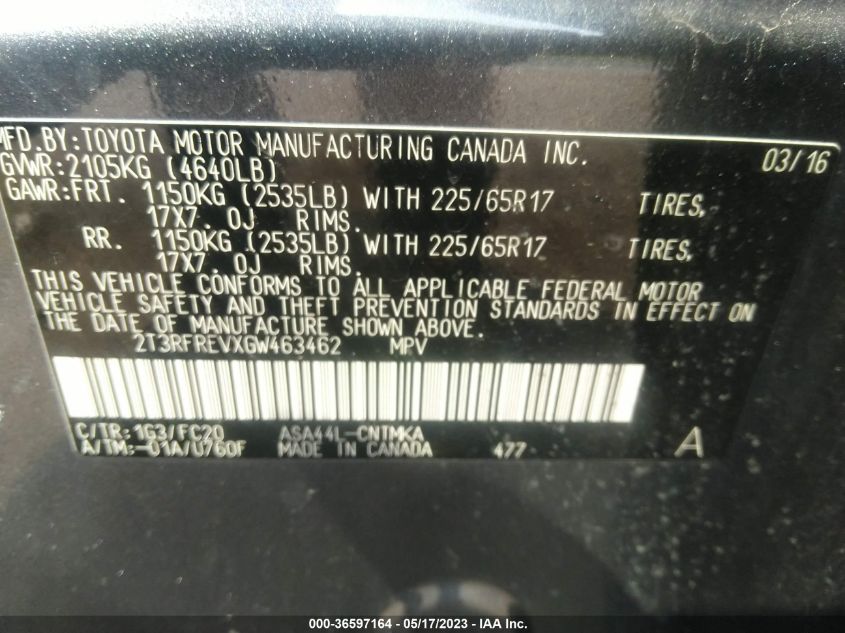 MFD.BY:TOYOTA MOTOR MANUFACTURING CANADA INC. 03/16
GVWR:2105KG (4640LB)
GAWR:FRT. 1150KG (2535LB) WITH 225/65R17 TIRES,
17X7.0J RIMS.
RR. 1150KG (2535LB) WITH 225/65R17 TIRES,
17X7.0J RIMS.
THIS VEHICLE CONFORMS TO ALL APPLICABLE FEDERAL MOTOR
VEHICLE SAFETY AND THEFT PREVENTION STANDARDS IN EFFECT ON
THE DATE OF MANUFACTURE SHOWN ABOVE.
2T3RFREVXGW463462 MPV
C/TR:1G3/FC20 ASA44L-CNTMKA
A/TM:-01A/U760F MADE IN CANADA 477 A
000-36597164 - 05/17/2023 - IAA Inc.